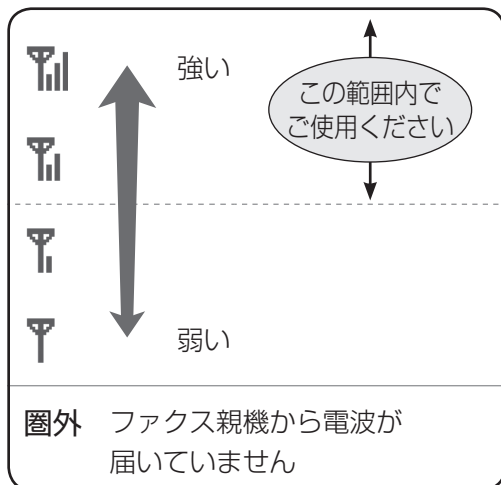 強い
この範囲内で
ご使用ください
弱い
圏外 ファクス親機から電波が
届いていません